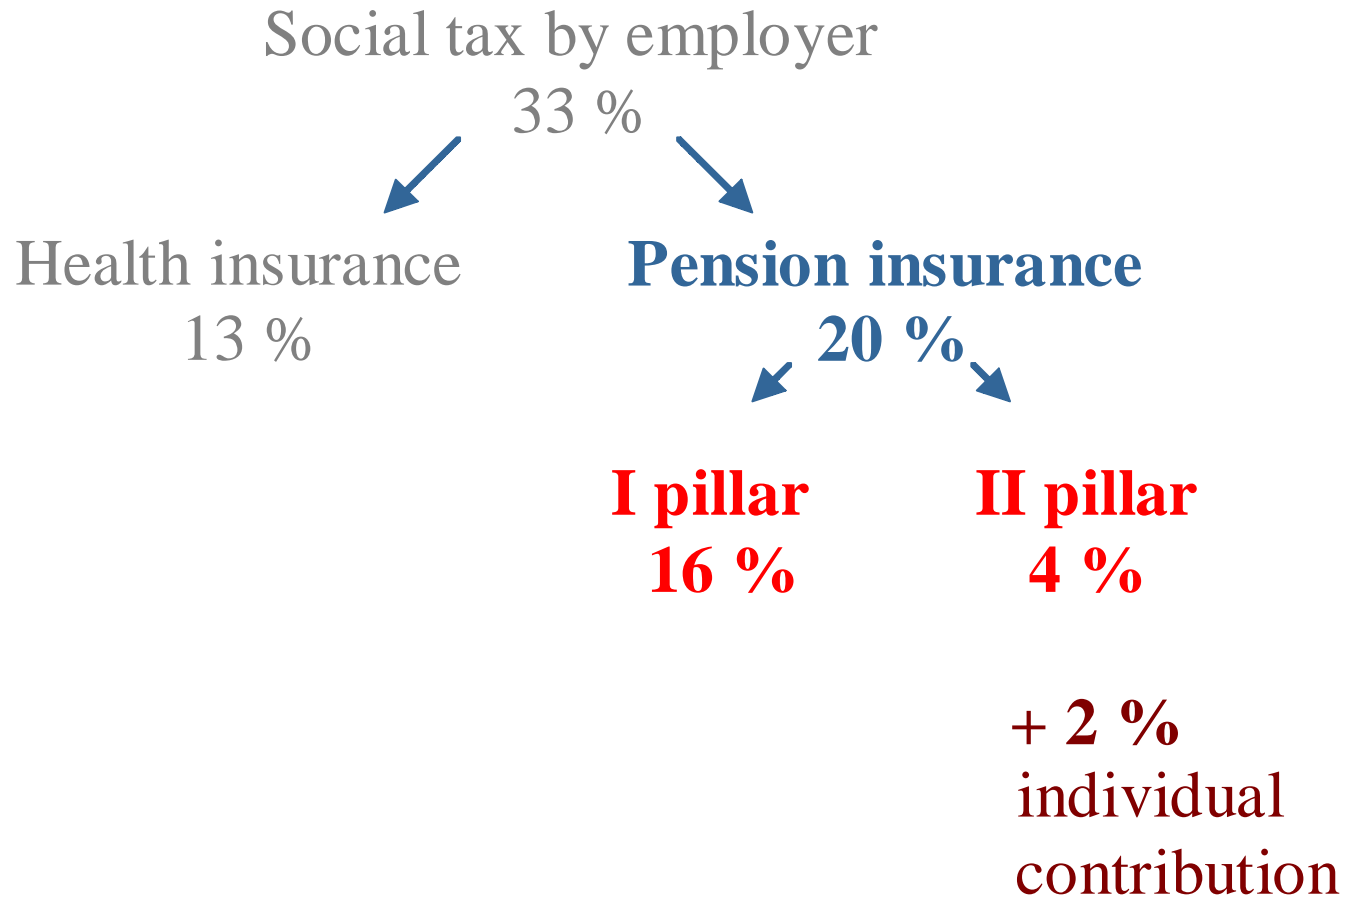 Social tax by employer
33 %
Health insurance
13 %
Pension insurance
20 %
I pillar
16 %
II pillar
4 %
+ 2 %
individual
contribution